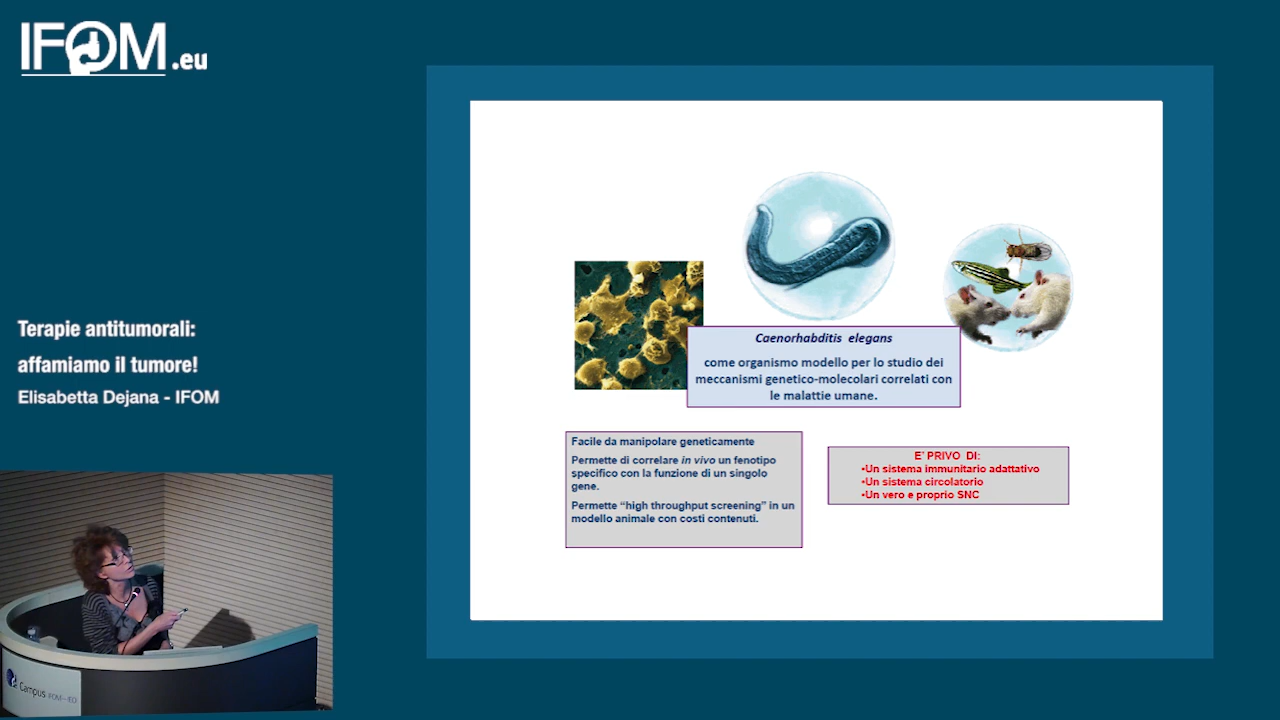 IFOM.eu
Terapie antitumorali:
affamiamo il tumore!
Elisabetta Dejana - IFOM
Caenorhabditis elegans
come organismo modello per lo studio dei
meccanismi genetico-molecolari correlati con
le malattie umane.
Facile da manipolare geneticamente
Permette di correlare in vivo un fenotipo
specifico con la funzione di un singolo
gene.
Permette “high throughput screening” in un
modello animale con costi contenuti.
E' PRIVO DI:
•Un sistema immunitario adattativo
•Un sistema circolatorio
•Un vero e proprio SNC
Campus IFOM-IEO